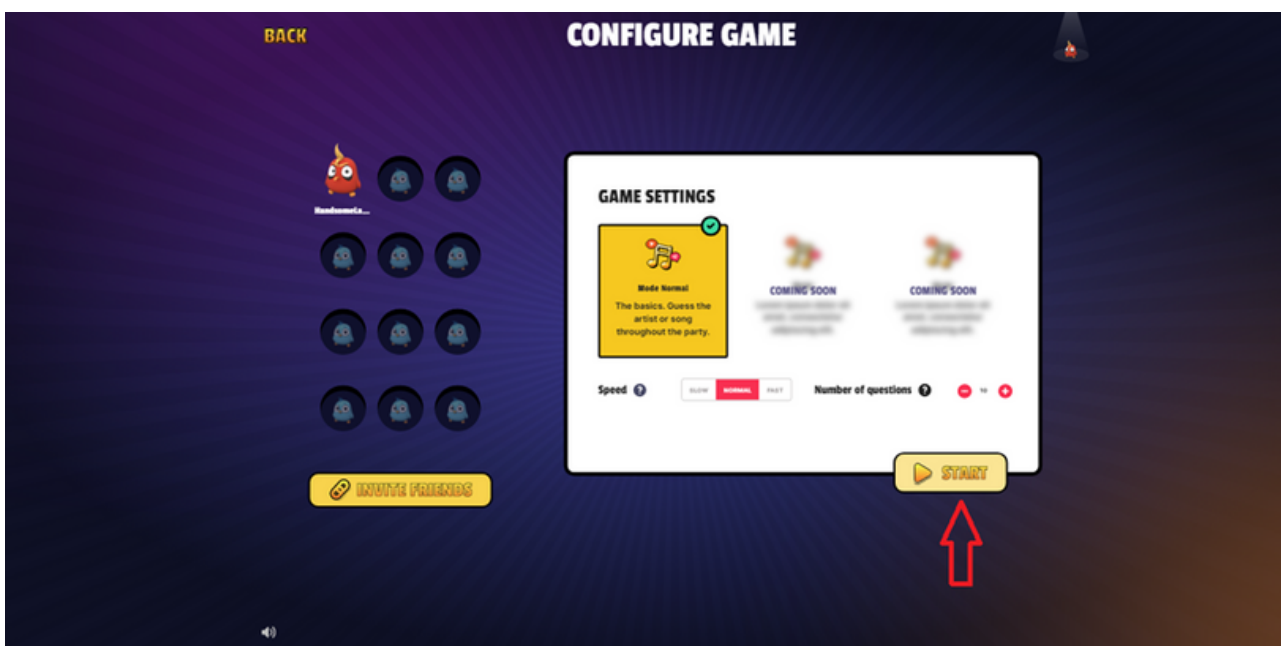 BACK
CONFIGURE GAME
HandsomeLa...
INVITE FRIENDS
GAME SETTINGS
Mode Normal
The basics. Guess the
artist or song
throughout the party.
COMING SOON
COMING SOON
Speed ?
SLOW NORMAL FAST
Number of questions ?
10
START